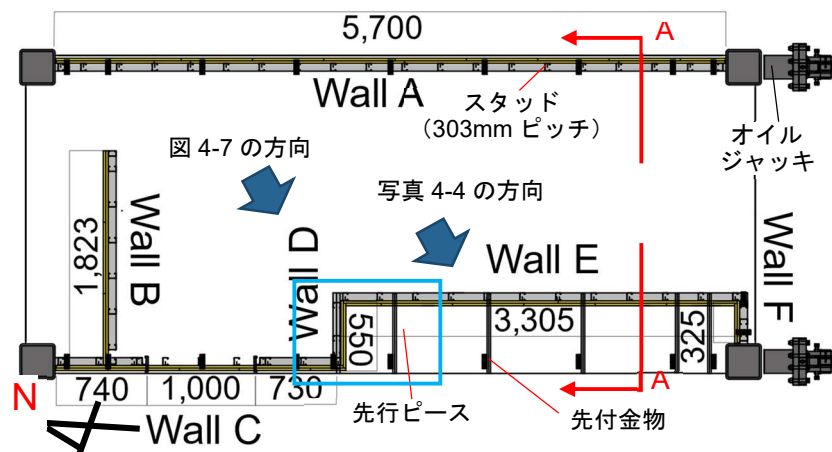 5,700
A
Wall A
スタッド
（303mm ピッチ）
オイル
ジャッキ
図 4-7 の方向
写真 4-4 の方向
1,823
Wall B
Wall D
Wall E
Wall F
550
3,305
325
N
740
1,000
730
A
先行ピース
先付金物
Wall C